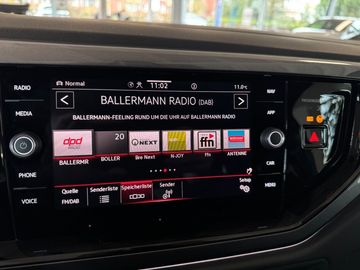 RADIO
MEDIA
PHONE
VOICE
Normal
11:02
11.0°C
BALLERMANN RADIO (DAB)
BALLERMANN-FEELING RUND UM DIE UHR AUF BALLERMANN RADIO
dpd
RADIO
20
NEXT
N-JOY
ffn
BALLERMR
BOLLER
Bre Next
N-JOY
ffn
ANTENNE
Quelle
FM/DAB
Senderliste
Speicherliste
Sender
Setup
NAV
APP
CAR
MENU